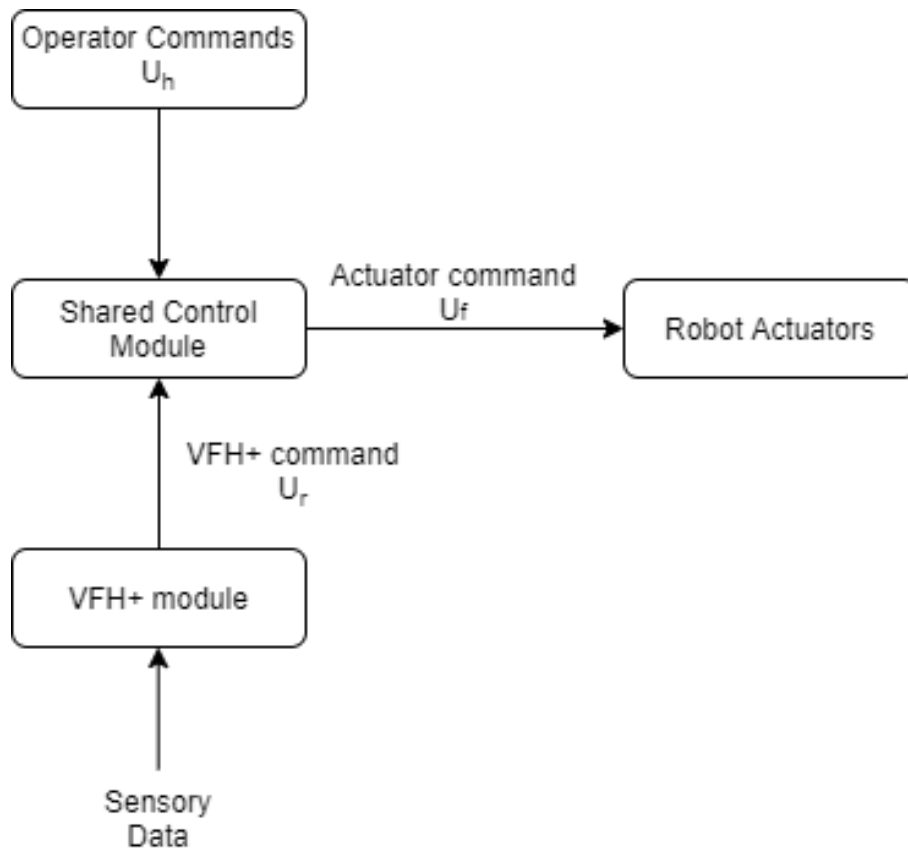 Operator Commands
Uh
Actuator command
Uf
Shared Control
Module
Robot Actuators
VFH+ command
Ur
VFH+ module
Sensory
Data